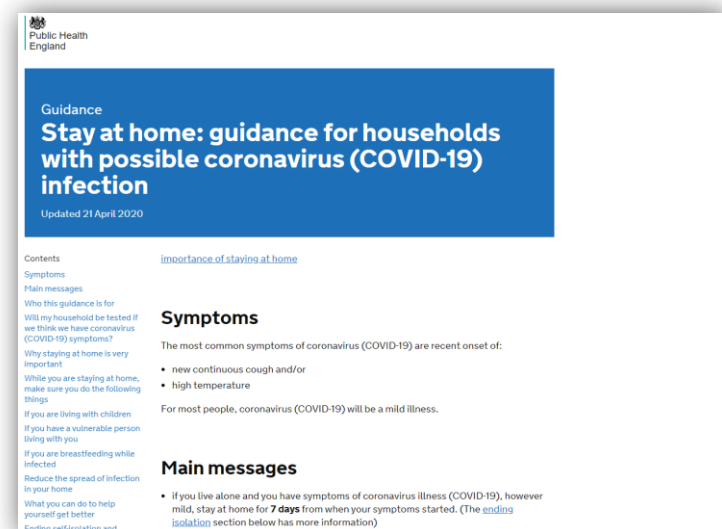 Public Health
England
Guidance
Stay at home: guidance for households
with possible coronavirus (COVID-19)
infection
Updated 21 April 2020
Contents
Symptoms
Main messages
Who this guidance is for
Will my household be tested if
we think we have coronavirus
(COVID-19) symptoms?
Why staying at home is very
important
While you are staying at home,
make sure you do the following
things
If you are living with children
If you have a vulnerable person
living with you
If you are breastfeeding while
infected
Reduce the spread of infection
in your home
What you can do to help
yourself get better
Ending self-isolation and
importance of staying at home
Symptoms
The most common symptoms of coronavirus (COVID-19) are recent onset of:
• new continuous cough and/or
• high temperature
For most people, coronavirus (COVID-19) will be a mild illness.
Main messages
• if you live alone and you have symptoms of coronavirus illness (COVID-19), however
mild, stay at home for 7 days from when your symptoms started. (The ending
isolation section below has more information)